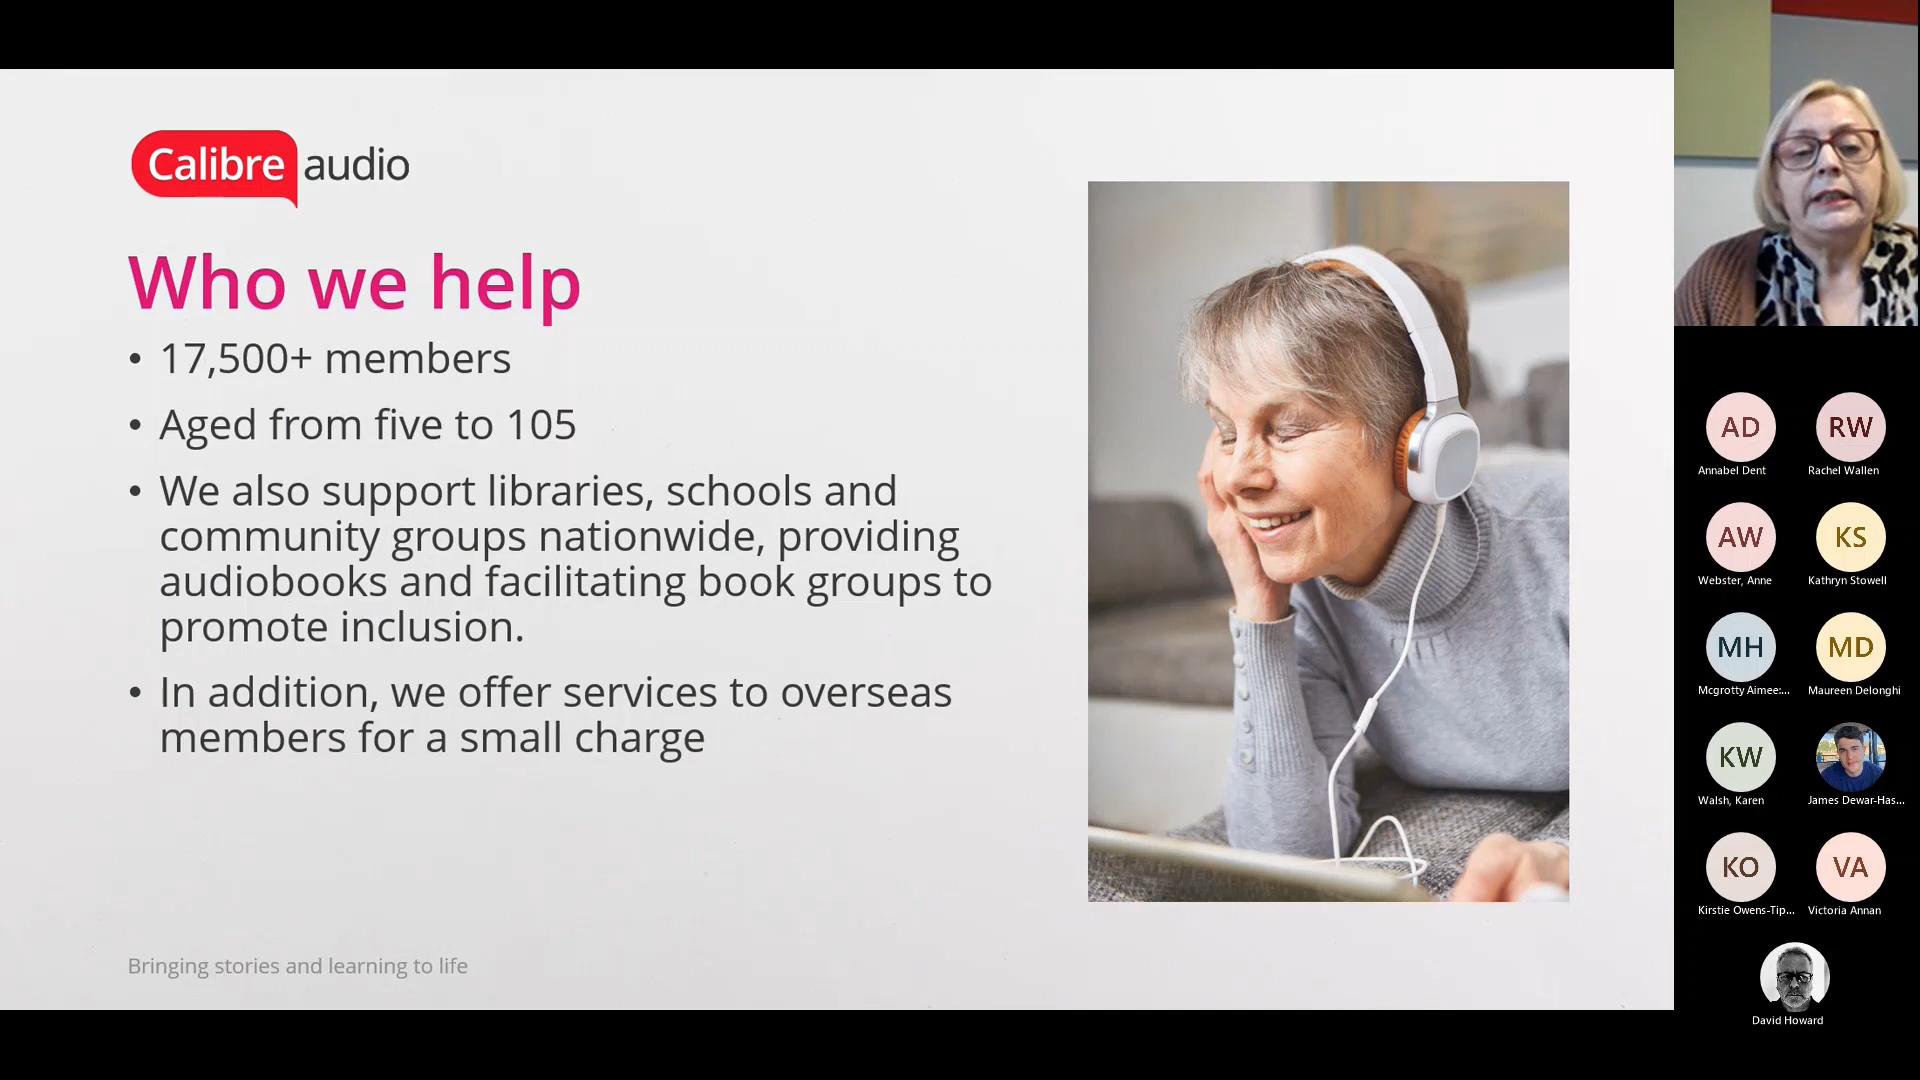 Calibre audio
Who we help
• 17,500+ members
• Aged from five to 105
• We also support libraries, schools and
community groups nationwide, providing
audiobooks and facilitating book groups to
promote inclusion.
• In addition, we offer services to overseas
members for a small charge
Bringing stories and learning to life
AD
Annabel Dent
RW
Rachel Wallen
AW
Webster, Anne
KS
Kathryn Stowell
MH
Mcgrotty Aimee:...
MD
Maureen Delonghi
KW
Walsh, Karen
James Dewar-Has...
KO
Kirstie Owens-Tip...
VA
Victoria Annan
David Howard